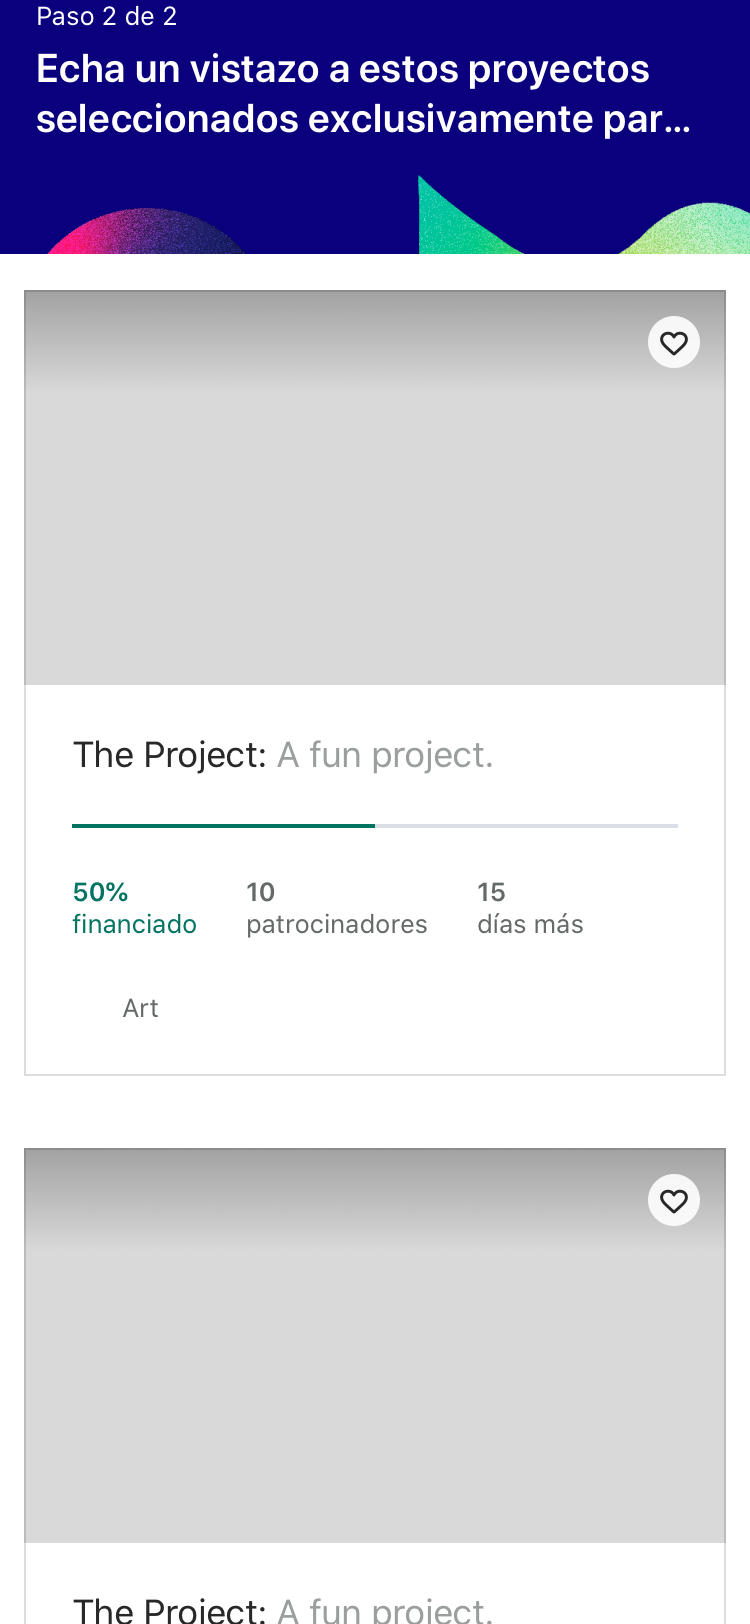 Paso 2 de 2
Echa un vistazo a estos proyectos
seleccionados exclusivamente par...
The Project: A fun project.
50%
financiado
10
patrocinadores
15
días más
Art
The Project: A fun project.